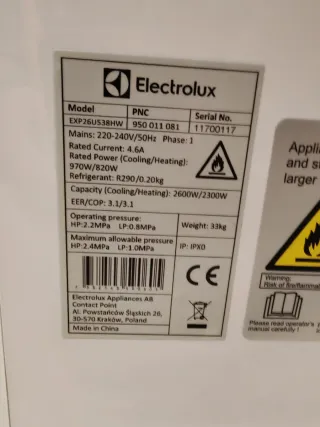 Electrolux
Model PNC Serial No.
EXP26U538HW 950 011 081 11700117
Mains: 220-240V/50Hz Phase: 1
Rated Current: 4.6A
Rated Power (Cooling/Heating):
970W/820W
Refrigerant: R290/0.20kg
Capacity (Cooling/Heating): 2600W/2300W
EER/COP: 3.1/3.1
Operating pressure:
HP:2.2MPa LP:0.8MPa
Weight: 33kg
Maximum allowable pressure
HP:2.4MPa LP:1.0MPa
IP: IPX0
Electrolux Appliances AB
Contact Point
Al. Powstańców Śląskich 26,
30-570 Kraków, Poland
Made in China
CE
Applian
and st
larger
Warning;
Risk of fire/flammable
Please read operater's
manual carefully !